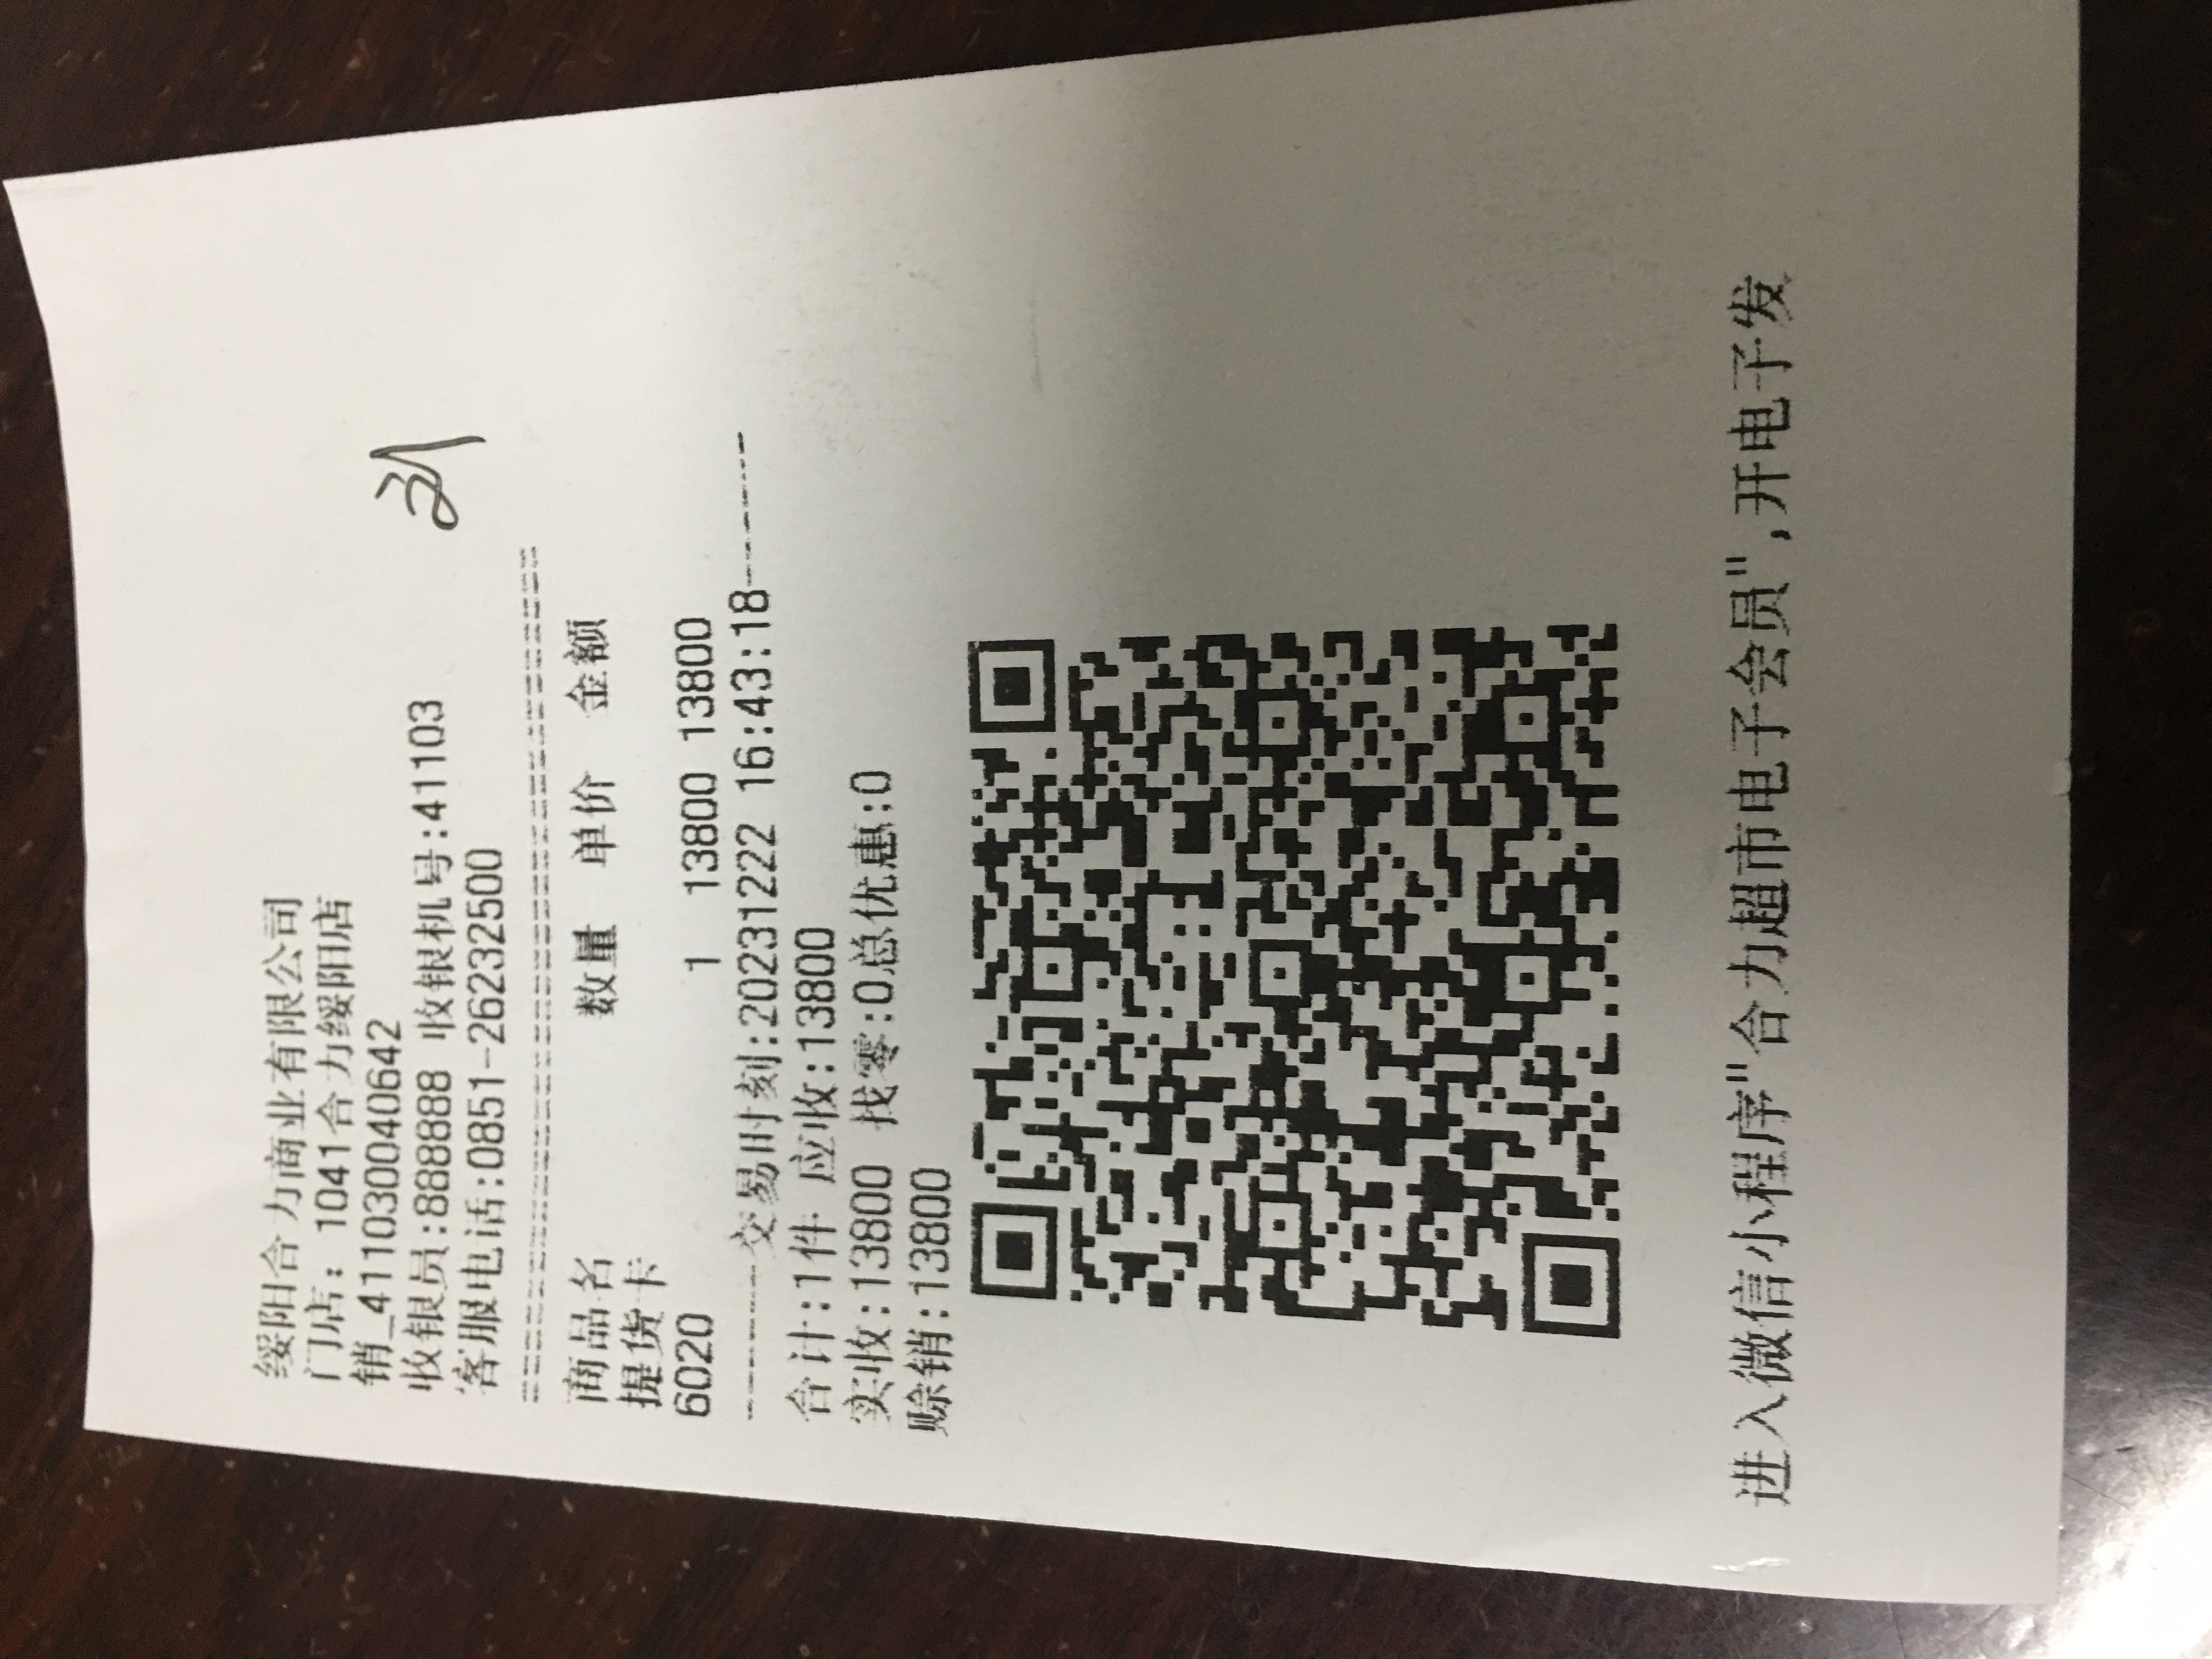 绥阳合力商业有限公司
门店: 1041合力绥阳店
销_4110300040642
收银员:888888 收银机号:41103
客服电话:0851-26232500
================================
商品名 数量 单价 金额
提货卡
6020 1 13800 13800
--------交易时刻:20231222 16:43:18--------
合计:1件 应收:13800
实收:13800 找零:0总优惠:0
赊销:13800
进入微信小程序"合力超市电子会员",开电子发